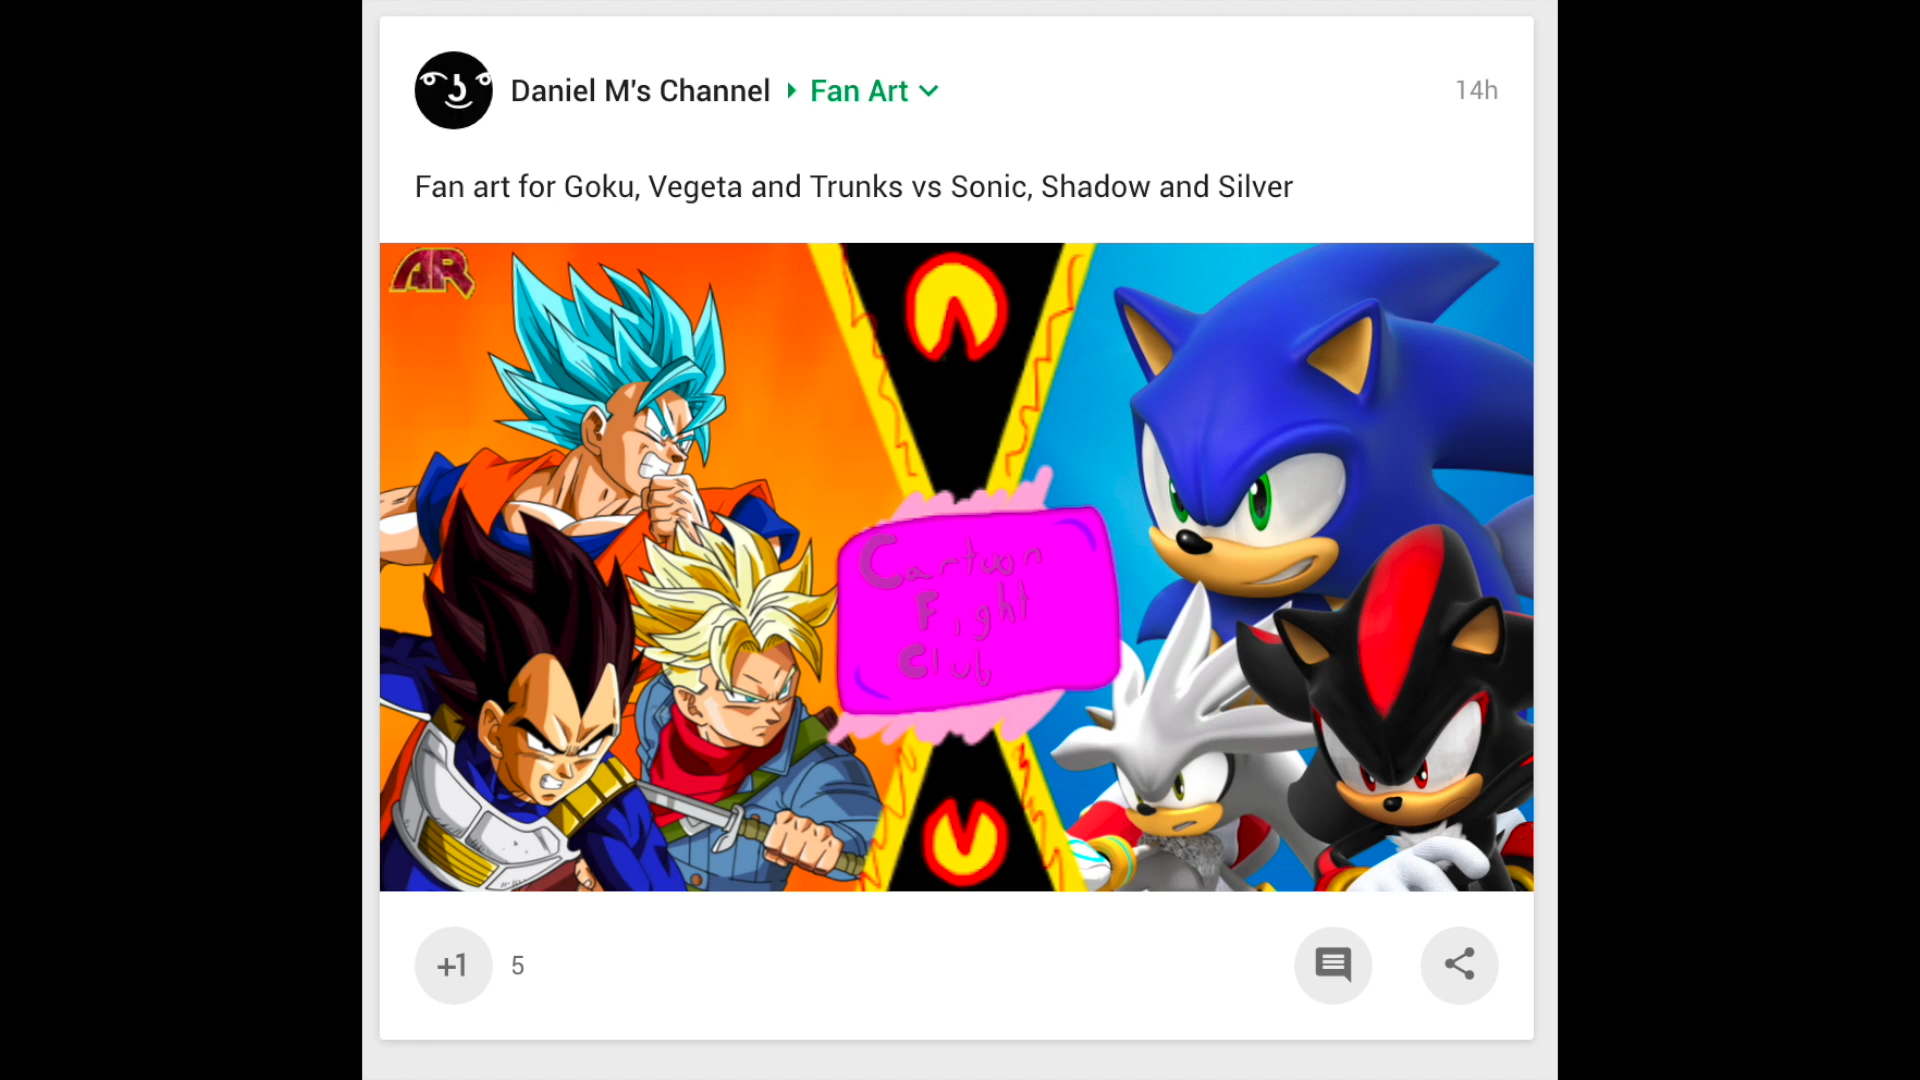 Daniel M's Channel Fan Art
14h
Fan art for Goku, Vegeta and Trunks vs Sonic, Shadow and Silver
AR
Cartoon
Fight
Club
+1 5